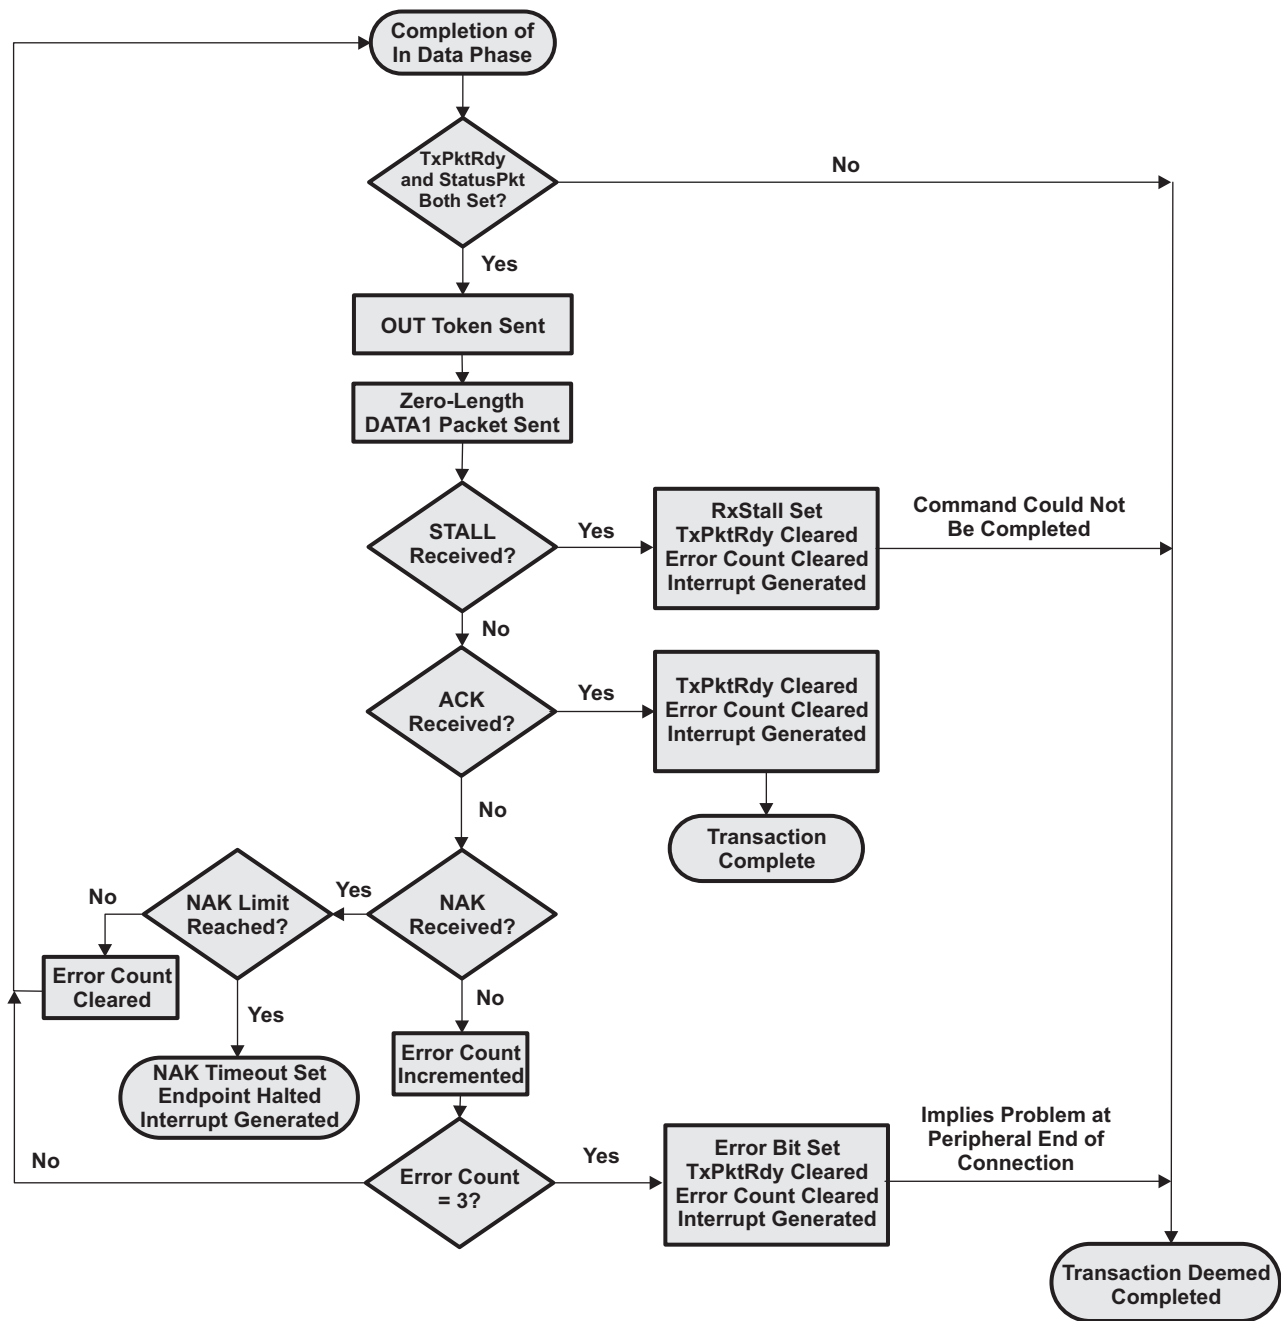 Completion of
In Data Phase
TxPktRdy
and StatusPkt
Both Set?
No
Yes
OUT Token Sent
Zero-Length
DATA1 Packet Sent
STALL
Received?
Yes
RxStall Set
TxPktRdy Cleared
Error Count Cleared
Interrupt Generated
Command Could Not
Be Completed
No
ACK
Received?
Yes
TxPktRdy Cleared
Error Count Cleared
Interrupt Generated
No
Transaction
Complete
NAK
Received?
Yes
NAK Limit
Reached?
No
Error Count
Cleared
Yes
NAK Timeout Set
Endpoint Halted
Interrupt Generated
No
Error Count
Incremented
Error Count
= 3?
No
Yes
Error Bit Set
TxPktRdy Cleared
Error Count Cleared
Interrupt Generated
Implies Problem at
Peripheral End of
Connection
Transaction Deemed
Completed